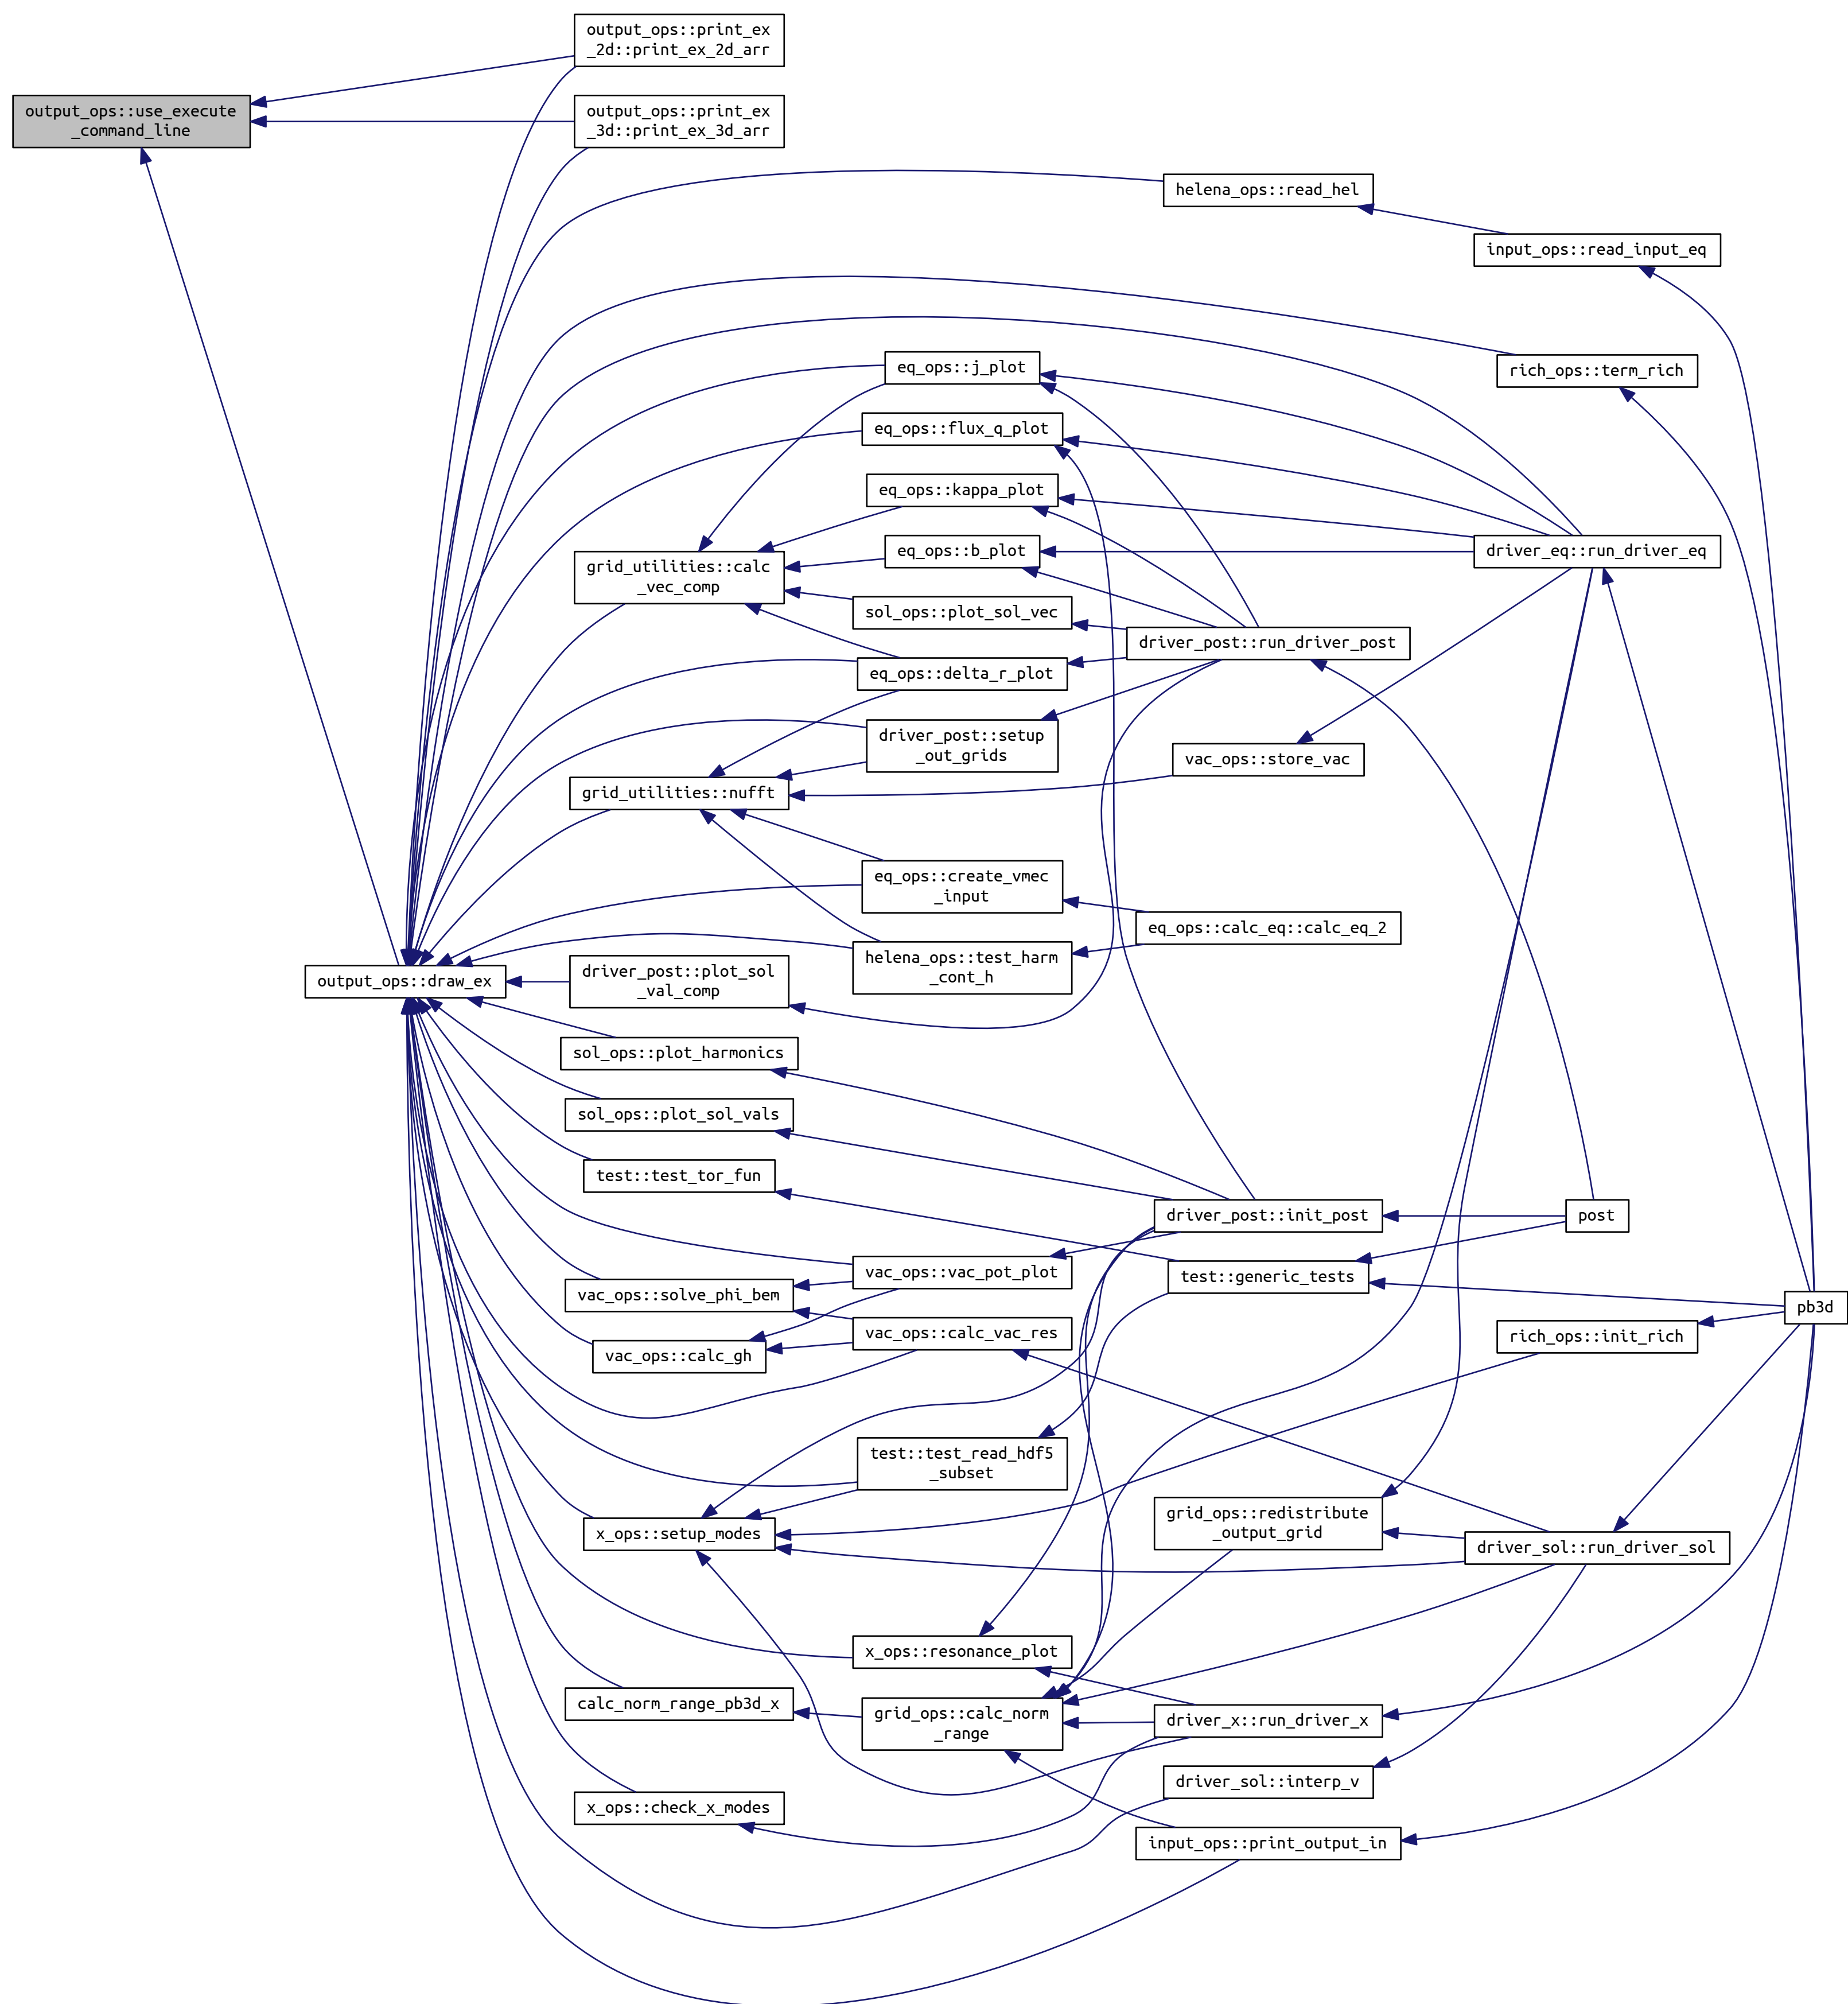 output_ops::print_ex
_2d::print_ex_2d_arr
output_ops::use_execute
_command_line
output_ops::print_ex
_3d::print_ex_3d_arr
helena_ops::read_hel
input_ops::read_input_eq
rich_ops::term_rich
eq_ops::j_plot
eq_ops::flux_q_plot
eq_ops::kappa_plot
eq_ops::b_plot
driver_eq::run_driver_eq
grid_utilities::calc
_vec_comp
sol_ops::plot_sol_vec
driver_post::run_driver_post
eq_ops::delta_r_plot
driver_post::setup
_out_grids
vac_ops::store_vac
grid_utilities::nufft
eq_ops::create_vmec
_input
eq_ops::calc_eq::calc_eq_2
helena_ops::test_harm
_cont_h
output_ops::draw_ex
driver_post::plot_sol
_val_comp
sol_ops::plot_harmonics
sol_ops::plot_sol_vals
test::test_tor_fun
driver_post::init_post
post
vac_ops::vac_pot_plot
test::generic_tests
vac_ops::solve_phi_bem
pb3d
vac_ops::calc_vac_res
rich_ops::init_rich
vac_ops::calc_gh
test::test_read_hdf5
_subset
grid_ops::redistribute
_output_grid
x_ops::setup_modes
driver_sol::run_driver_sol
x_ops::resonance_plot
calc_norm_range_pb3d_x
grid_ops::calc_norm
_range
driver_x::run_driver_x
driver_sol::interp_v
x_ops::check_x_modes
input_ops::print_output_in